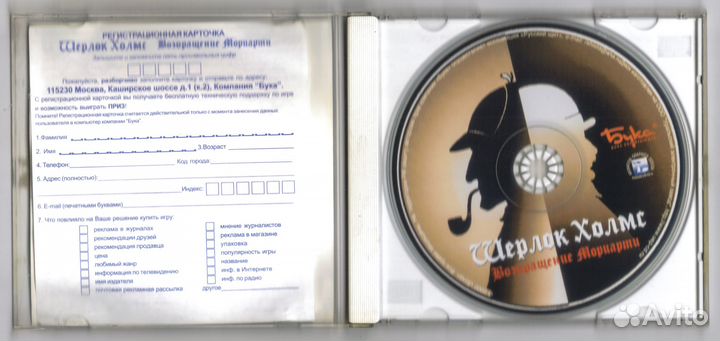 РЕГИСТРАЦИОННАЯ КАРТОЧКА
Шерлок Холмс Возвращение Мориарти
Пожалуйста, разборчиво заполните карточку и отправьте по адресу:
115230 Москва, Каширское шоссе д.1 (к.2), Компания "Бука".
С регистрационной карточкой вы получаете бесплатную техническую поддержку по игре
и возможность выиграть ПРИЗ!
Помните! Регистрационная карточка считается действительной только с момента занесения данных
пользователя в компьютер компании "Бука".
1.Фамилия
2. Имя 3.Возраст
4. Телефон: Код города:
5. Адрес (полностью):
Индекс:
6. E-mail (печатными буквами)
7. Что повлияло на Ваше решение купить игру:
реклама в журналах
рекомендации друзей
рекомендация продавца
цена
любимый жанр
информация по телевидению
имя издателя
почтовая рекламная рассылка
мнение журналистов
реклама в магазине
упаковка
популярность игры
название
инф. в Интернете
инф. по радио
другое
Бука
Шерлок Холмс
Возвращение Мориарти
Avito